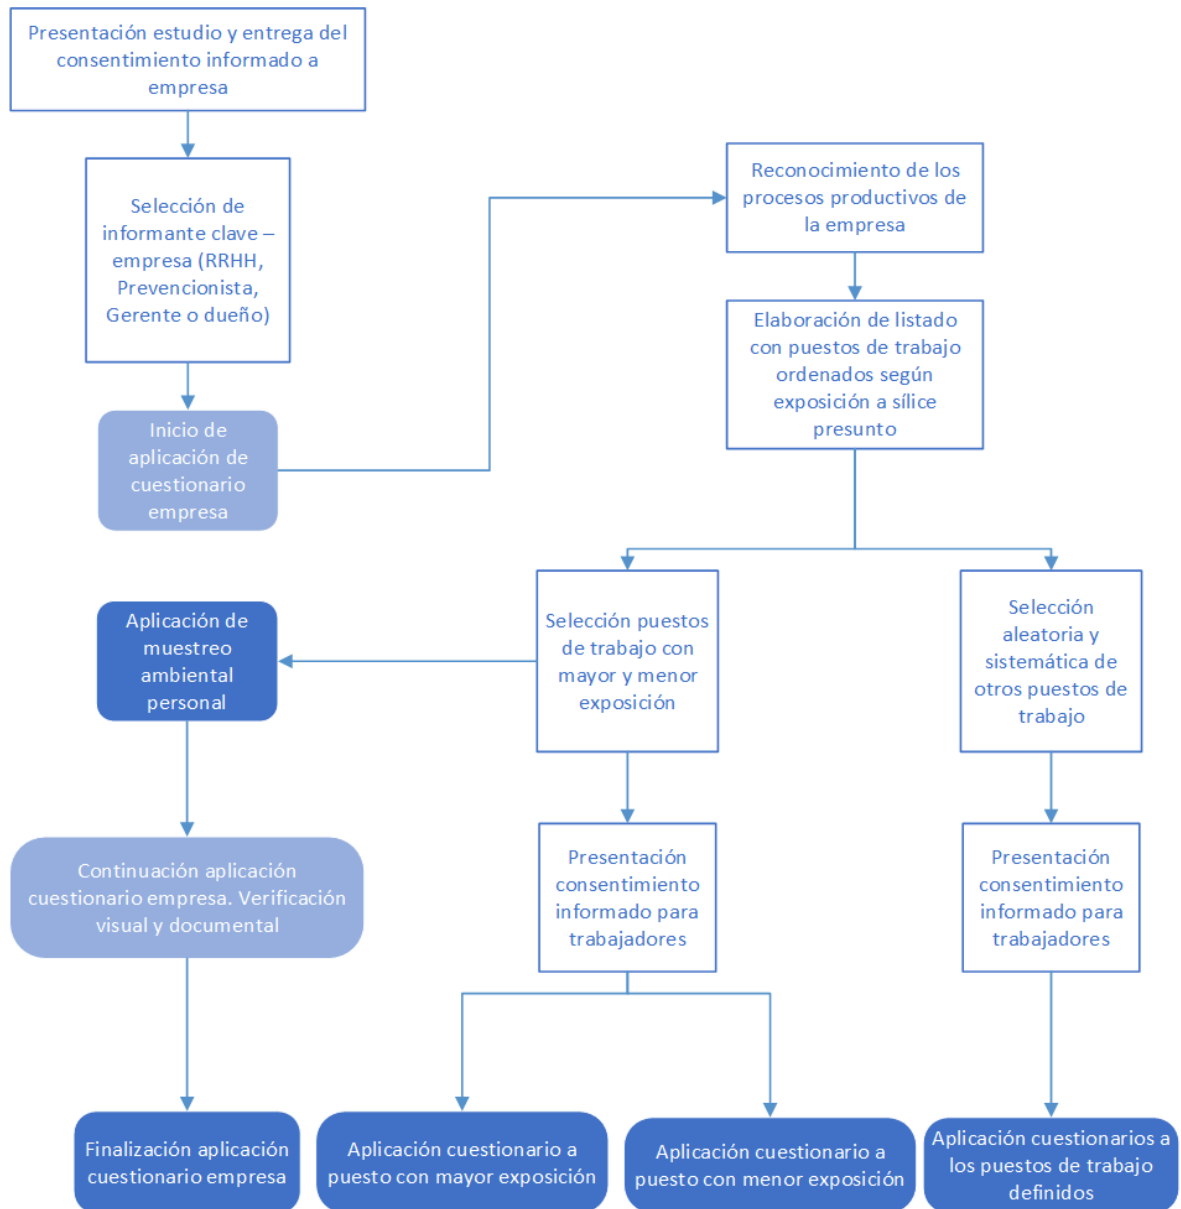 Presentación estudio y entrega del
consentimiento informado a
empresa
Selección de
informante clave –
empresa (RRHH,
Prevencionista,
Gerente o dueño)
Inicio de
aplicación de
cuestionario
empresa
Reconocimiento de los
procesos productivos de
la empresa
Elaboración de listado
con puestos de trabajo
ordenados según
exposición a sílice
presunto
Selección puestos
de trabajo con
mayor y menor
exposición
Selección
aleatoria y
sistemática de
otros puestos de
trabajo
Aplicación de
muestreo
ambiental
personal
Continuación aplicación
cuestionario empresa. Verificación
visual y documental
Presentación
consentimiento
informado para
trabajadores
Presentación
consentimiento
informado para
trabajadores
Finalización aplicación
cuestionario empresa
Aplicación cuestionario a
puesto con mayor exposición
Aplicación cuestionario a
puesto con menor exposición
Aplicación cuestionarios a
los puestos de trabajo
definidos